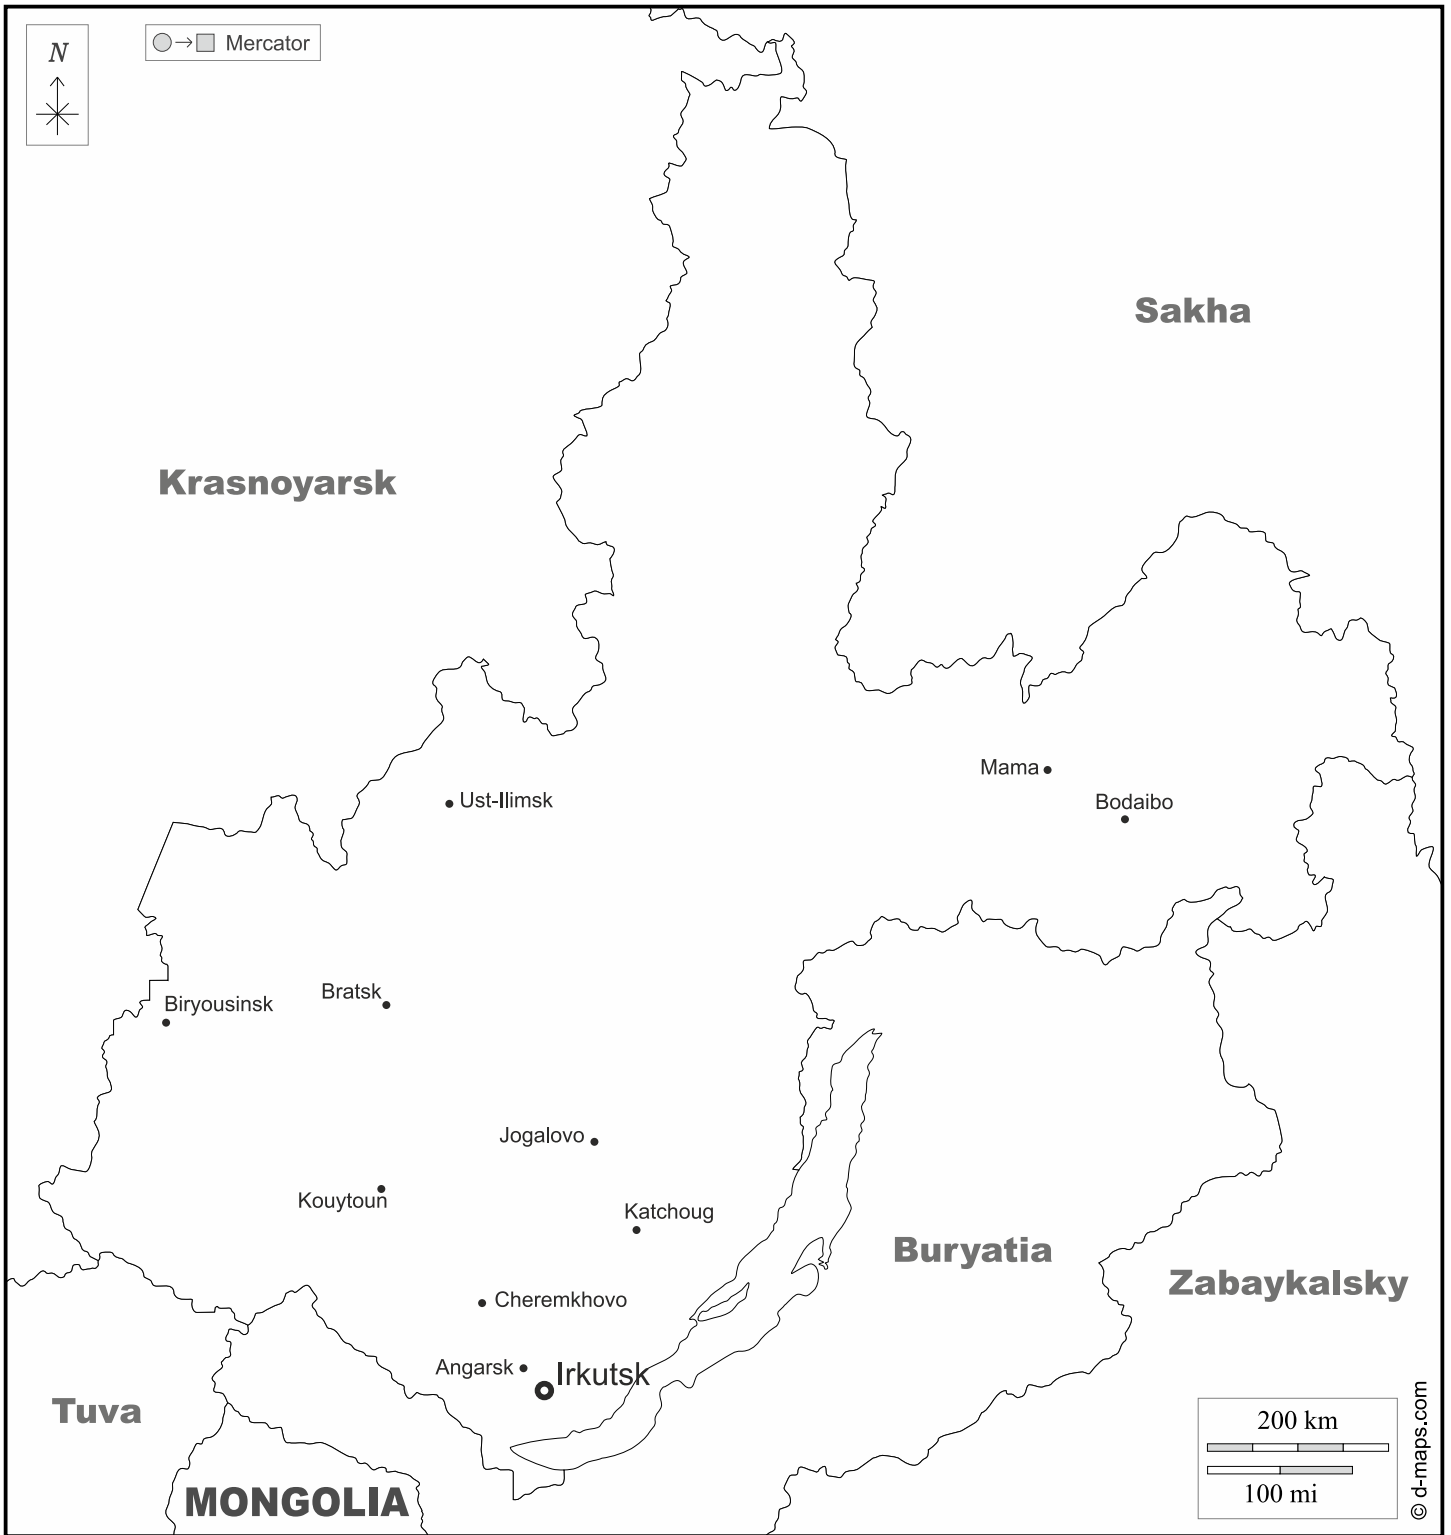 N
Mercator
Sakha
Krasnoyarsk
Mama
Ust-Ilimsk
Bodaibo
Bratsk
Biryousinsk
Jogalovo
Kouytoun
Katchoug
Buryatia
Zabaykalsky
Cheremkhovo
Angarsk
Irkutsk
Tuva
MONGOLIA
200 km
100 mi
© d-maps.com